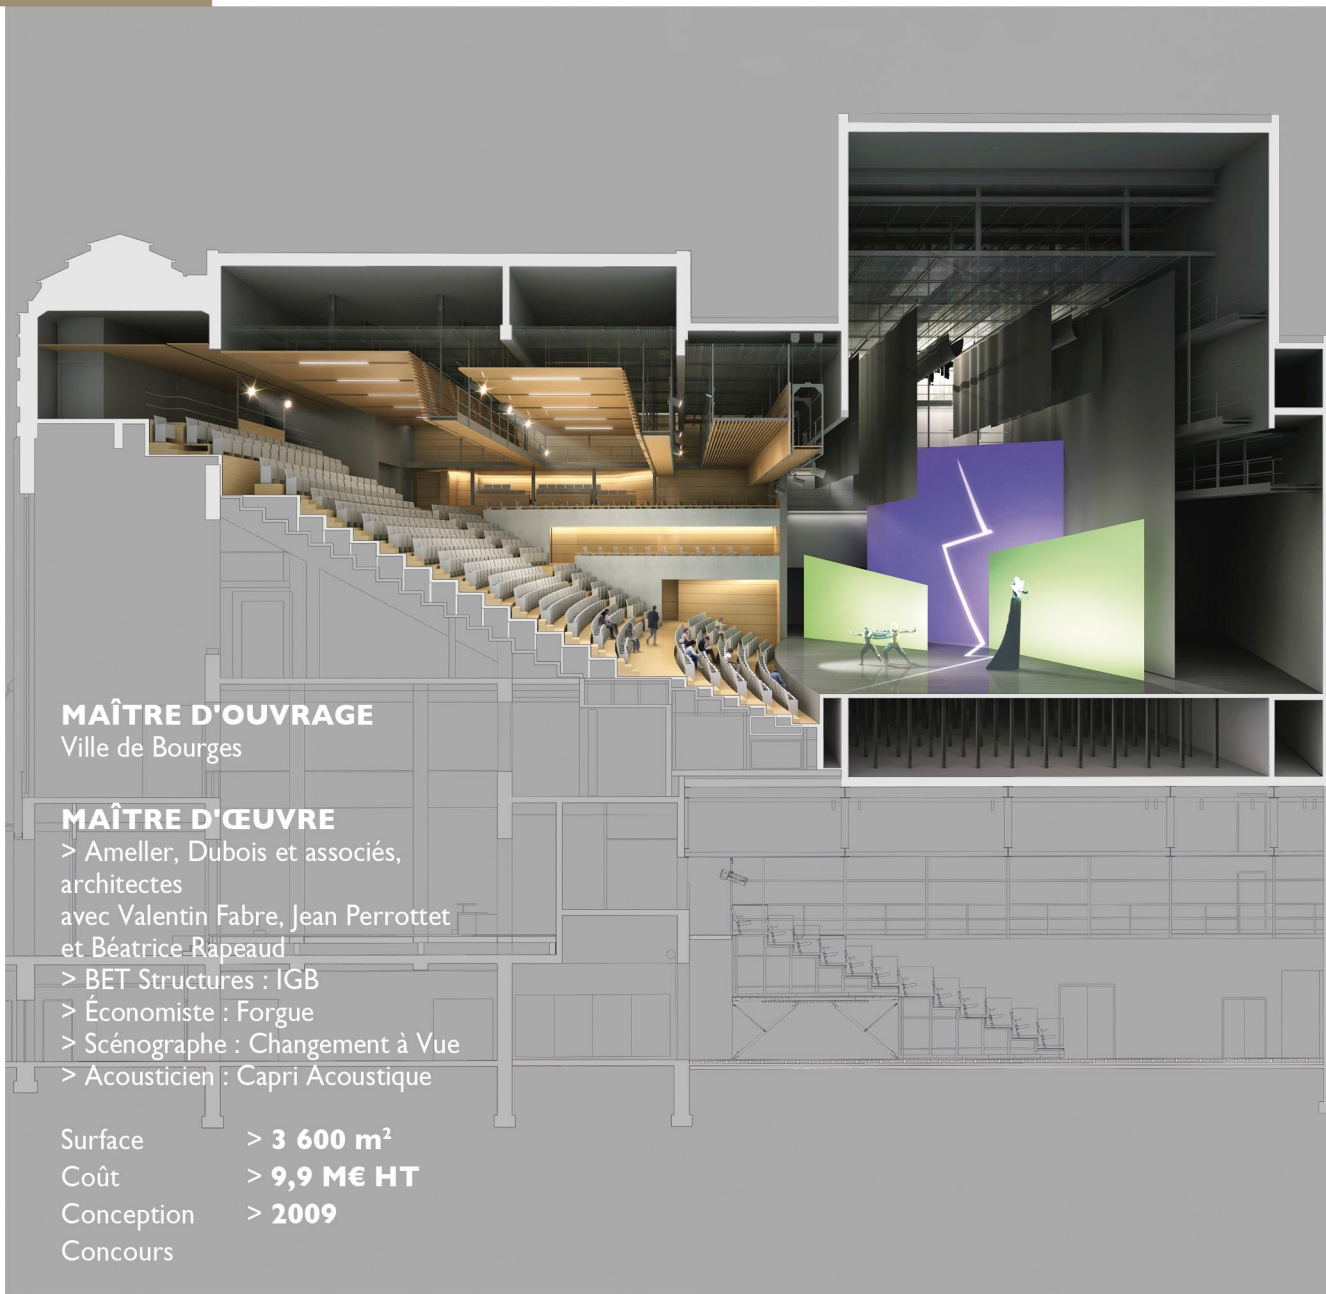 MAÎTRE D'OUVRAGE
Ville de Bourges
MAÎTRE D'ŒUVRE
> Ameller, Dubois et associés,
architectes
avec Valentin Fabre, Jean Perrottet
et Béatrice Rapeaud
> BET Structures : IGB
> Économiste : Forgue
> Scénographe : Changement à Vue
> Acousticien : Capri Acoustique
Surface > 3 600 m²
Coût > 9,9 M€ HT
Conception > 2009
Concours